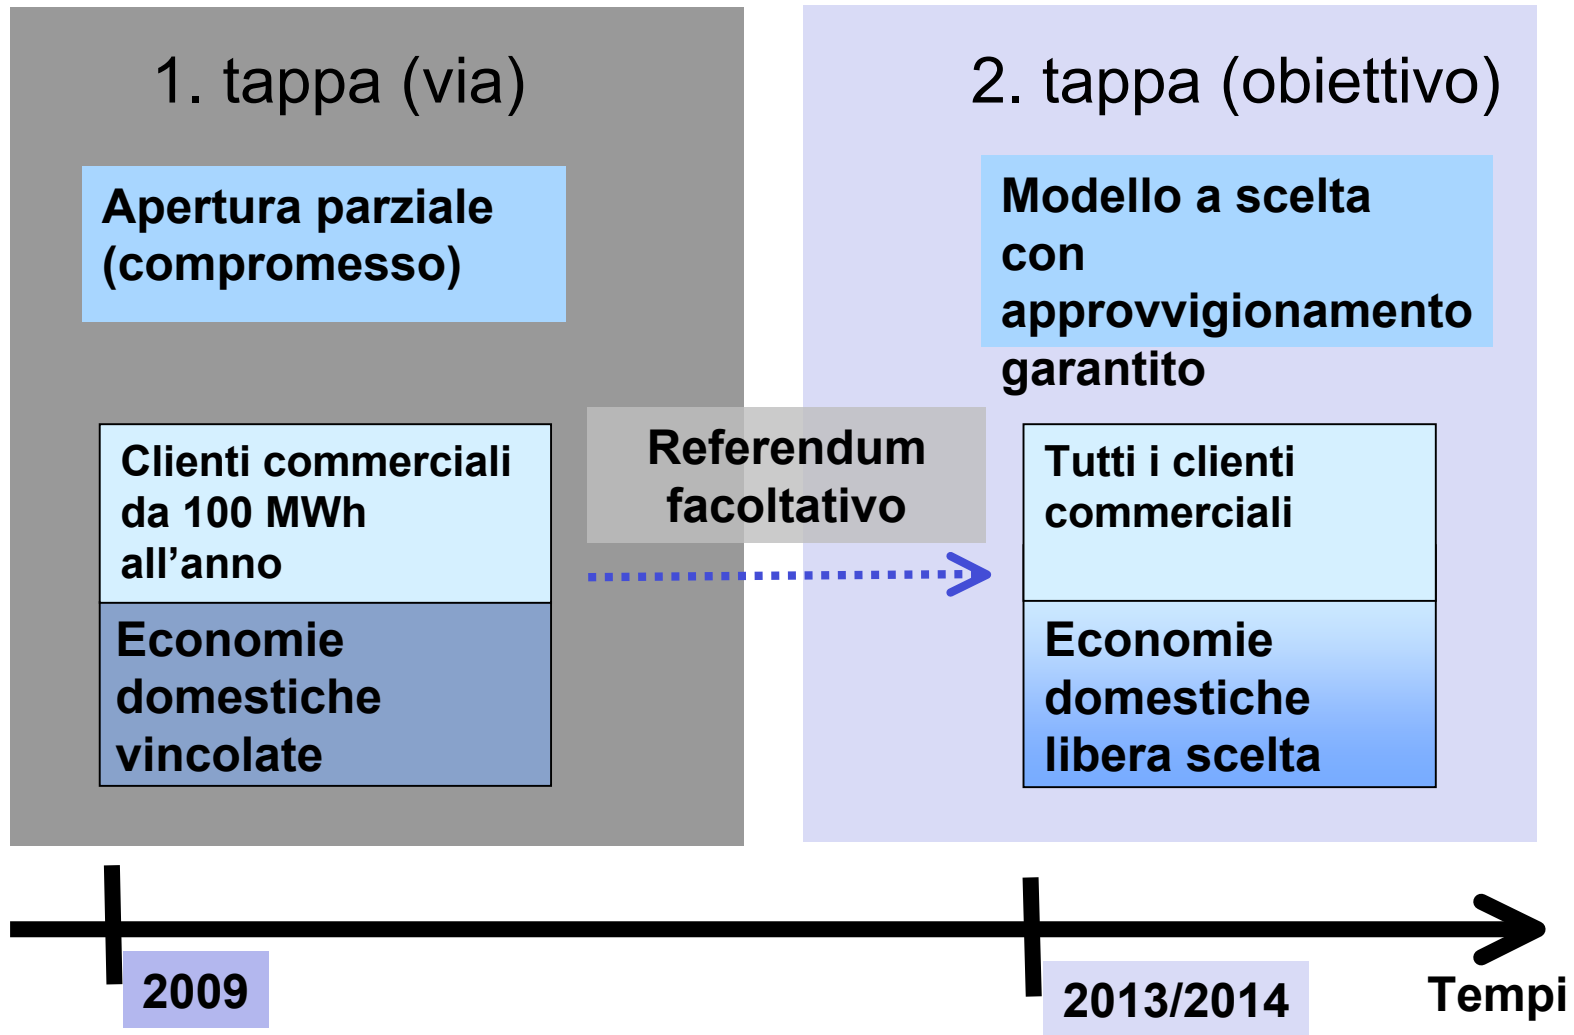 1. tappa (via)
Apertura parziale
(compromesso)
Clienti commerciali
da 100 MWh
all’anno
Economie
domestiche
vincolate
Referendum
facoltativo
2. tappa (obiettivo)
Modello a scelta
con
approvvigionamento
garantito
Tutti i clienti
commerciali
Economie
domestiche
libera scelta
2009
2013/2014
Tempi